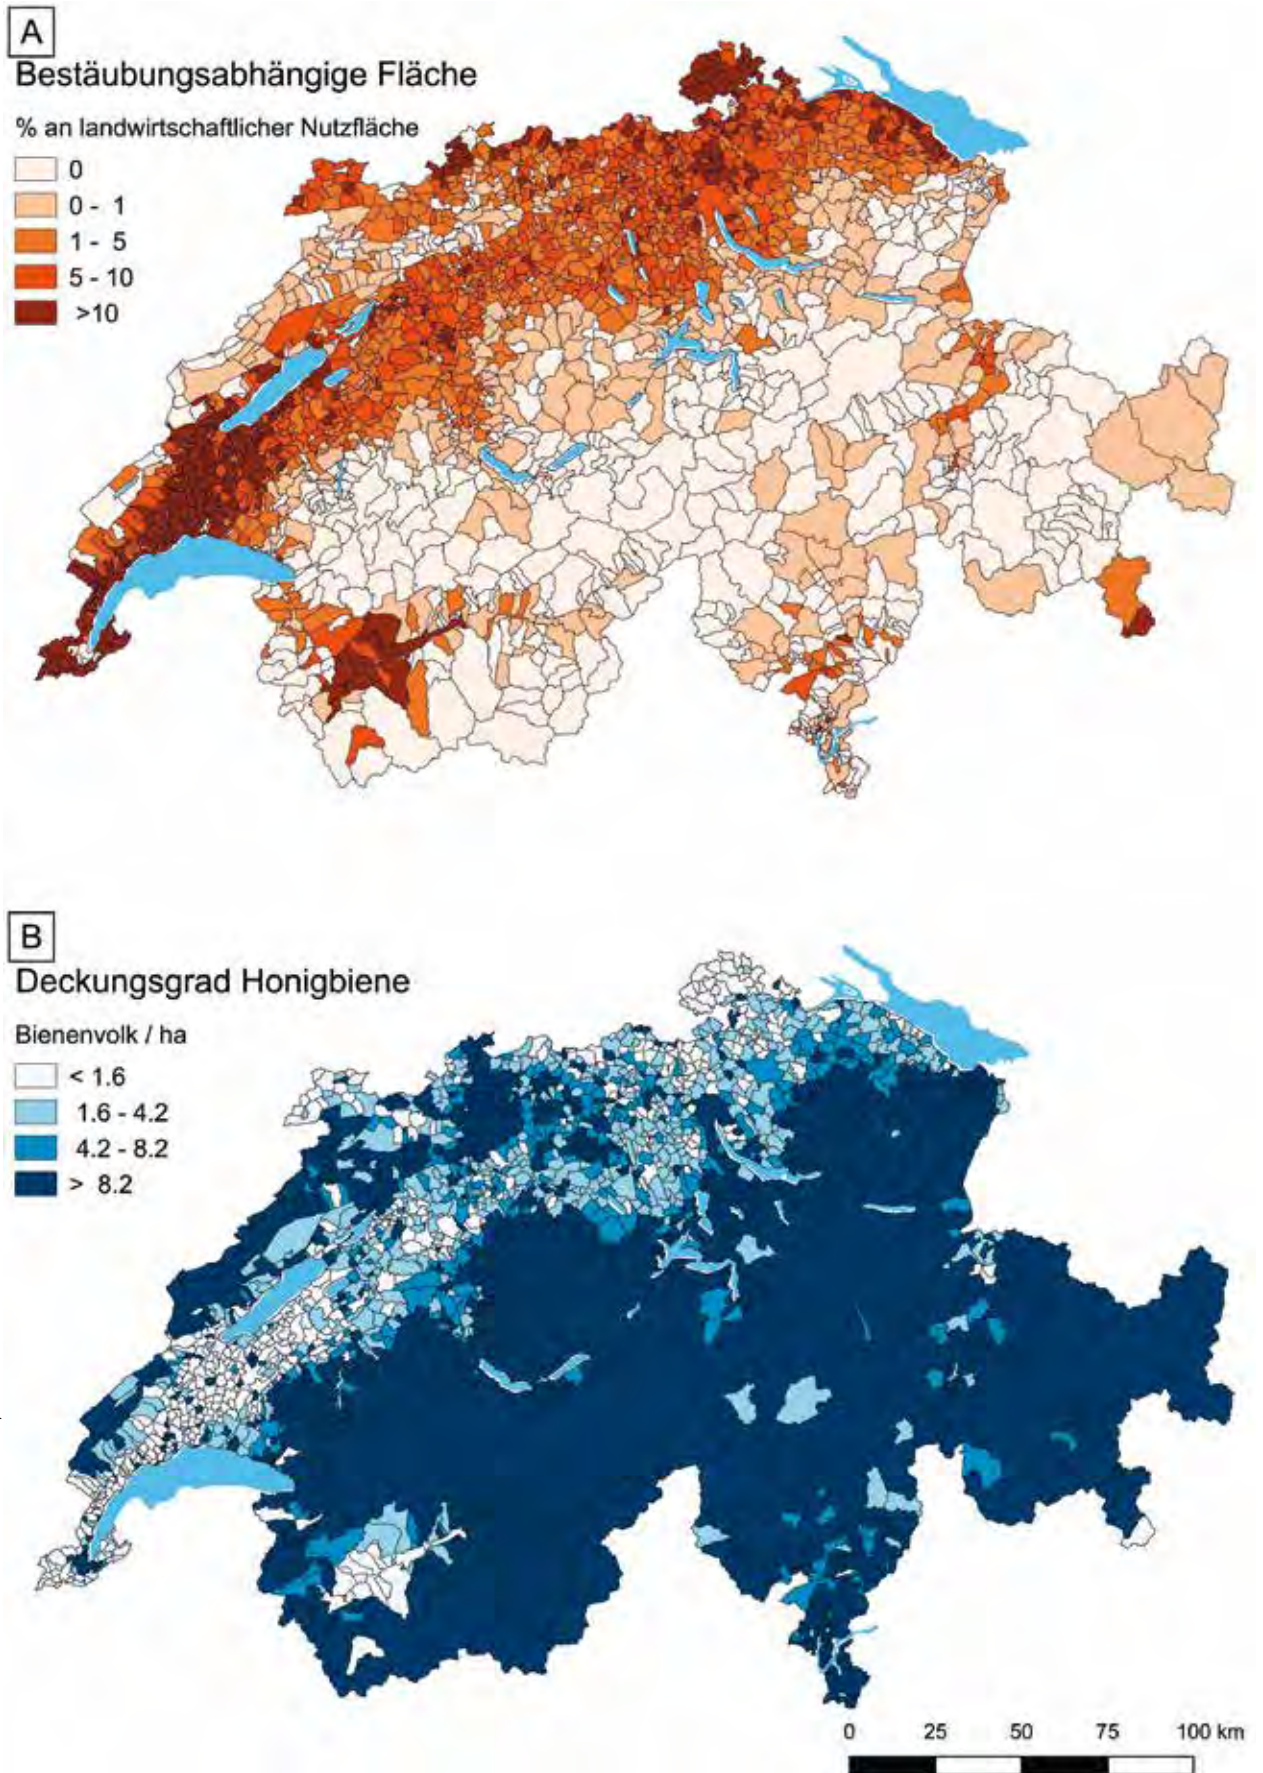 A
Bestäubungsabhängige Fläche
% an landwirtschaftlicher Nutzfläche
0
0 - 1
1 - 5
5 - 10
>10
B
Deckungsgrad Honigbiene
Bienenvolk / ha
< 1.6
1.6 - 4.2
4.2 - 8.2
> 8.2
0 25 50 75 100 km